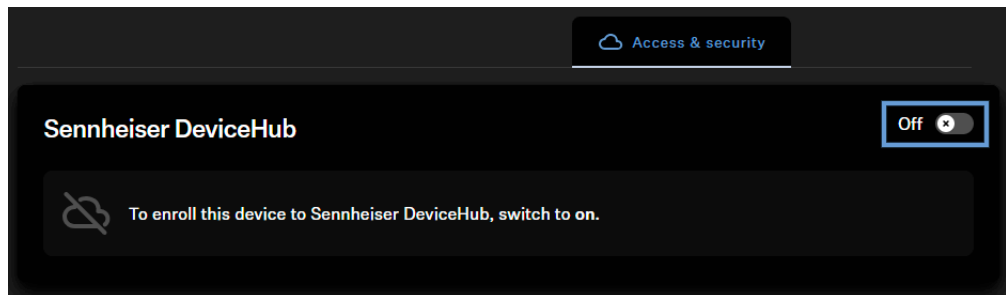 Access & security
Sennheiser DeviceHub
Off
To enroll this device to Sennheiser DeviceHub, switch to on.